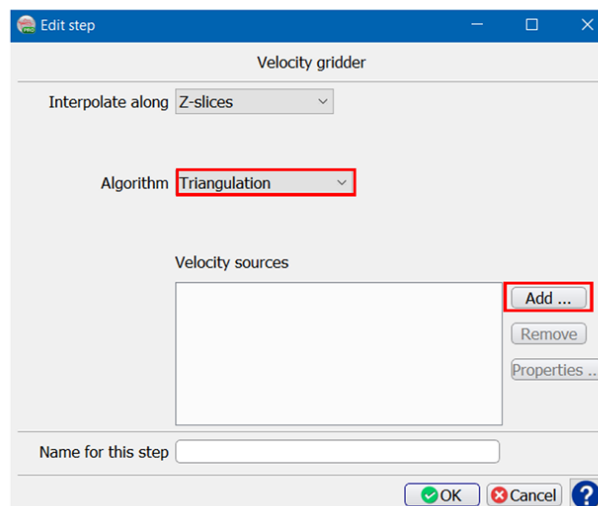 Edit step
Velocity gridder
Interpolate along Z-slices
Algorithm Triangulation
Velocity sources
Add ...
Remove
Properties ..
Name for this step
OK Cancel ?